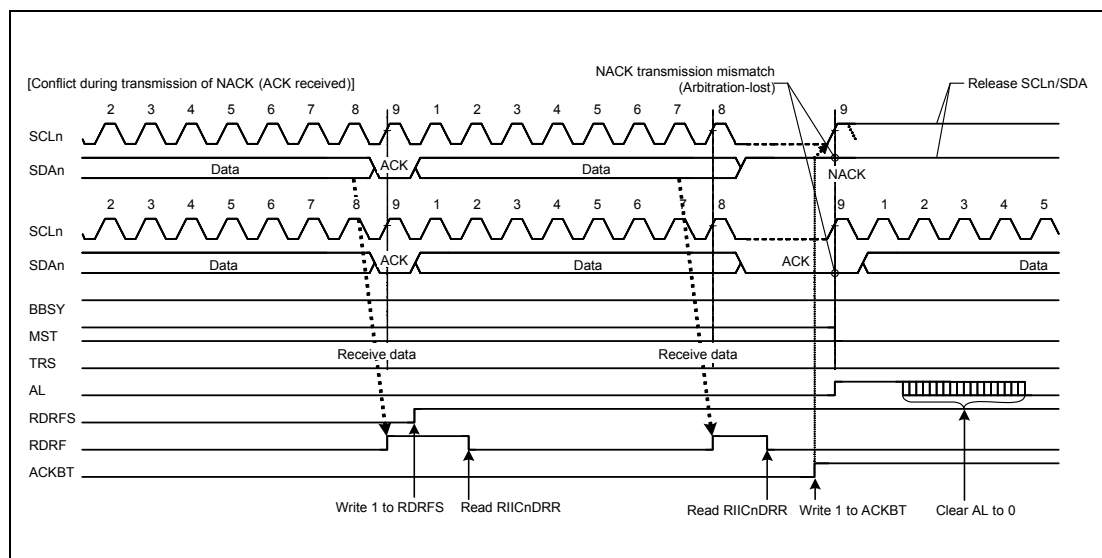 [Conflict during transmission of NACK (ACK received)]
NACK transmission mismatch
(Arbitration-lost)
Release SCLn/SDA
2 3 4 5 6 7 8 9 1 2 3 4 5 6 7 8 9
SCLn
SDAn Data ACK Data NACK
2 3 4 5 6 7 8 9 1 2 3 4 5 6 7 8 9 1 2 3 4 5
SCLn
SDAn Data ACK Data ACK Data
BBSY
MST
Receive data Receive data
TRS
AL
RDRFS
RDRF
ACKBT
Write 1 to RDRFS Read RIICnDRR Read RIICnDRR Write 1 to ACKBT Clear AL to 0